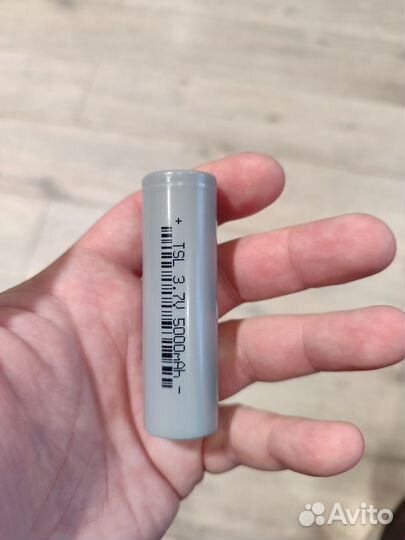 + TSL 3.7V 5000mAh -
Avito